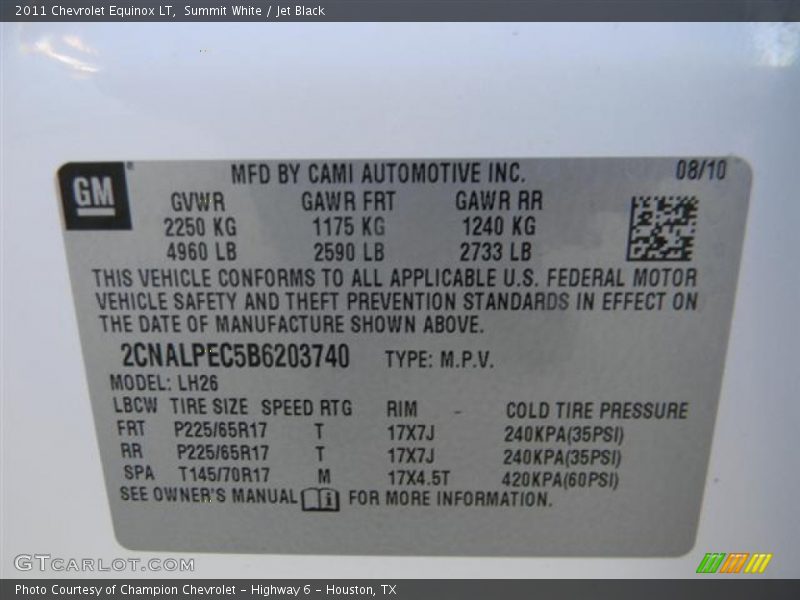 2011 Chevrolet Equinox LT,  Summit White / Jet Black
GM
MFD BY CAMI AUTOMOTIVE INC. 08/10
GVWR GAWR FRT GAWR RR
2250 KG 1175 KG 1240 KG
4960 LB 2590 LB 2733 LB
THIS VEHICLE CONFORMS TO ALL APPLICABLE U.S. FEDERAL MOTOR
VEHICLE SAFETY AND THEFT PREVENTION STANDARDS IN EFFECT ON
THE DATE OF MANUFACTURE SHOWN ABOVE.
2CNALPEC5B6203740 TYPE: M.P.V.
MODEL: LH26
LBCW TIRE SIZE SPEED RTG RIM - COLD TIRE PRESSURE
FRT P225/65R17 T 17X7J 240KPA(35PSI)
RR P225/65R17 T 17X7J 240KPA(35PSI)
SPA T145/70R17 M 17X4.5T 420KPA(60PSI)
SEE OWNER'S MANUAL i FOR MORE INFORMATION.
GTCARLOT.COM
Photo Courtesy of Champion Chevrolet – Highway 6 – Houston, TX